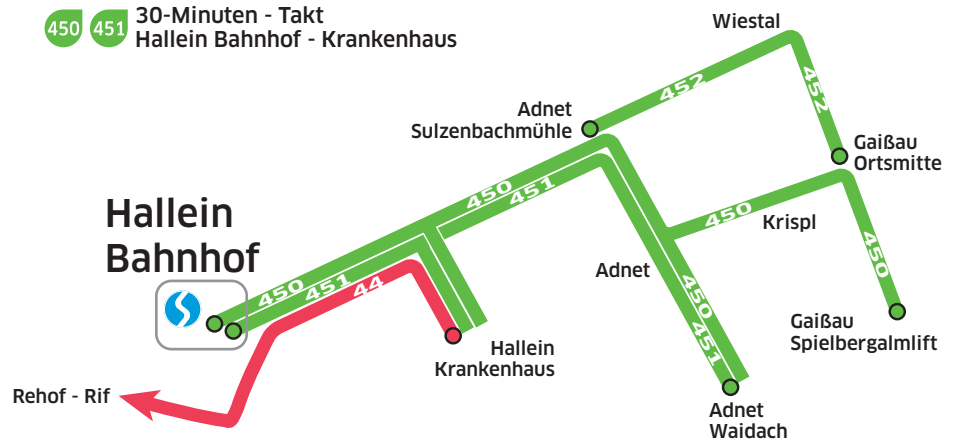 450 451 30-Minuten - Takt
Hallein Bahnhof - Krankenhaus
Wiestal
452
452
Adnet
Sulzenbachmühle
Gaißau
Ortsmitte
450
451
450
Krispl
450
Hallein
Bahnhof
Adnet
450
451
44
450
451
Gaißau
Spielbergalmlift
Hallein
Krankenhaus
Rehof - Rif
Adnet
Waidach